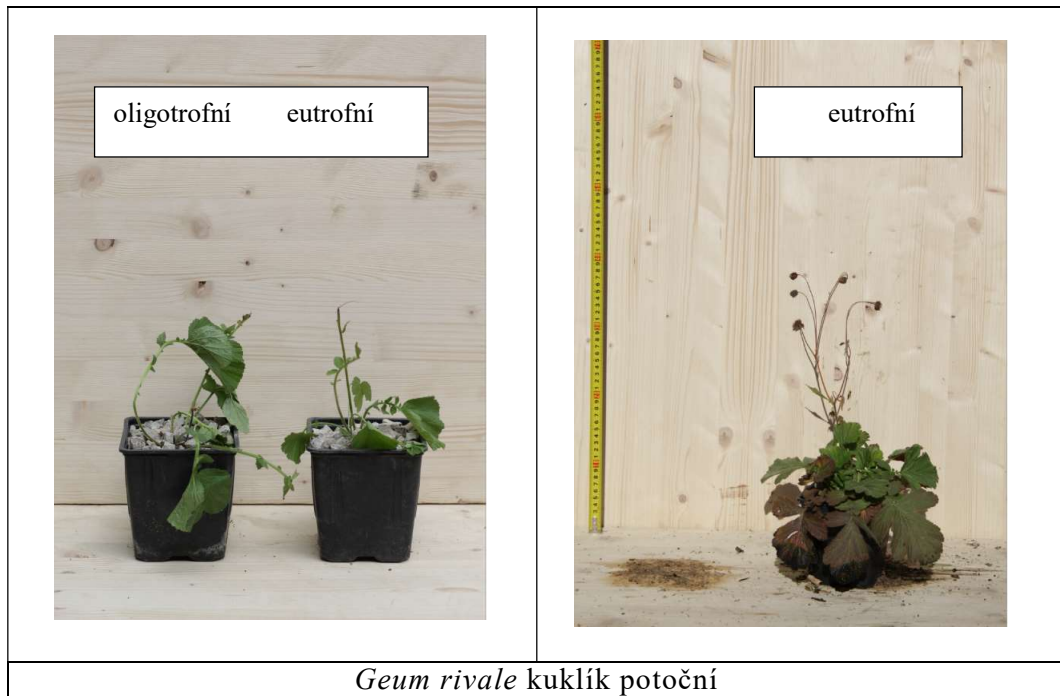 oligotrofní eutrofní
eutrofní
Geum rivale kuklík potoční